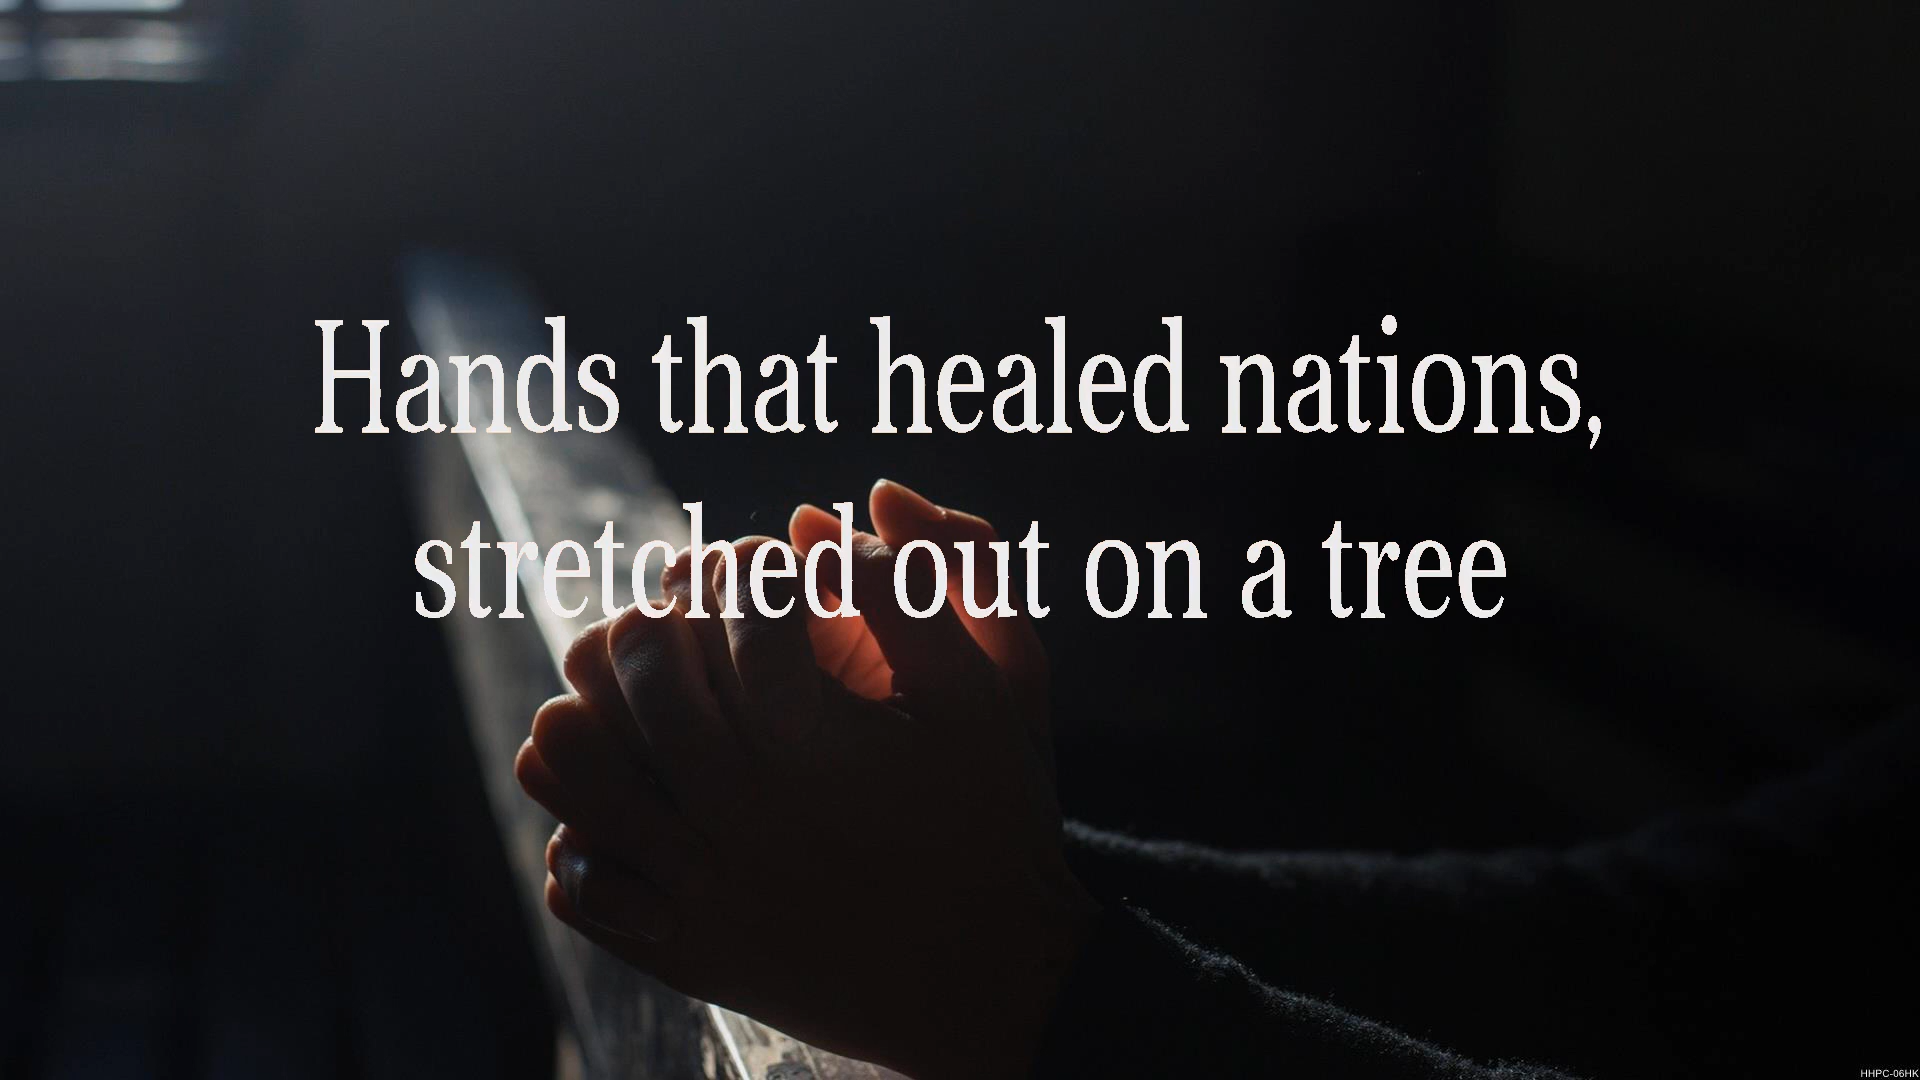 Hands that healed nations,
stretched out on a tree
HHPC-06HK